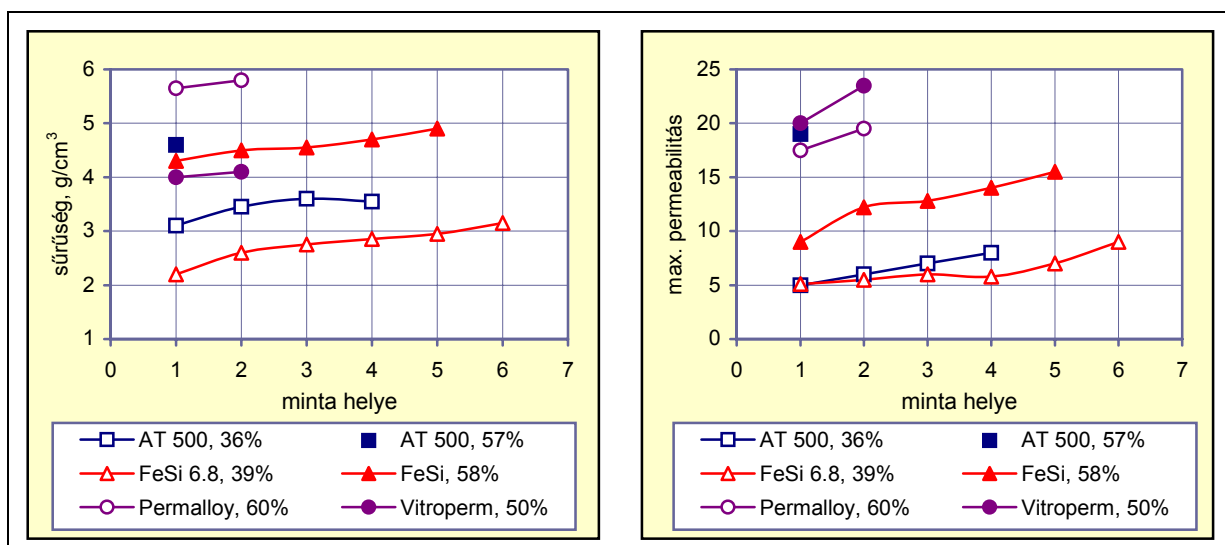 6
5
4
3
2
1
sűrűség, g/cm³
0 1 2 3 4 5 6 7
minta helye
AT 500, 36% AT 500, 57%
FeSi 6.8, 39% FeSi, 58%
Permalloy, 60% Vitroperm, 50%
25
20
15
10
5
0
max. permeabilitás
0 1 2 3 4 5 6 7
minta helye
AT 500, 36% AT 500, 57%
FeSi 6.8, 39% FeSi, 58%
Permalloy, 60% Vitroperm, 50%